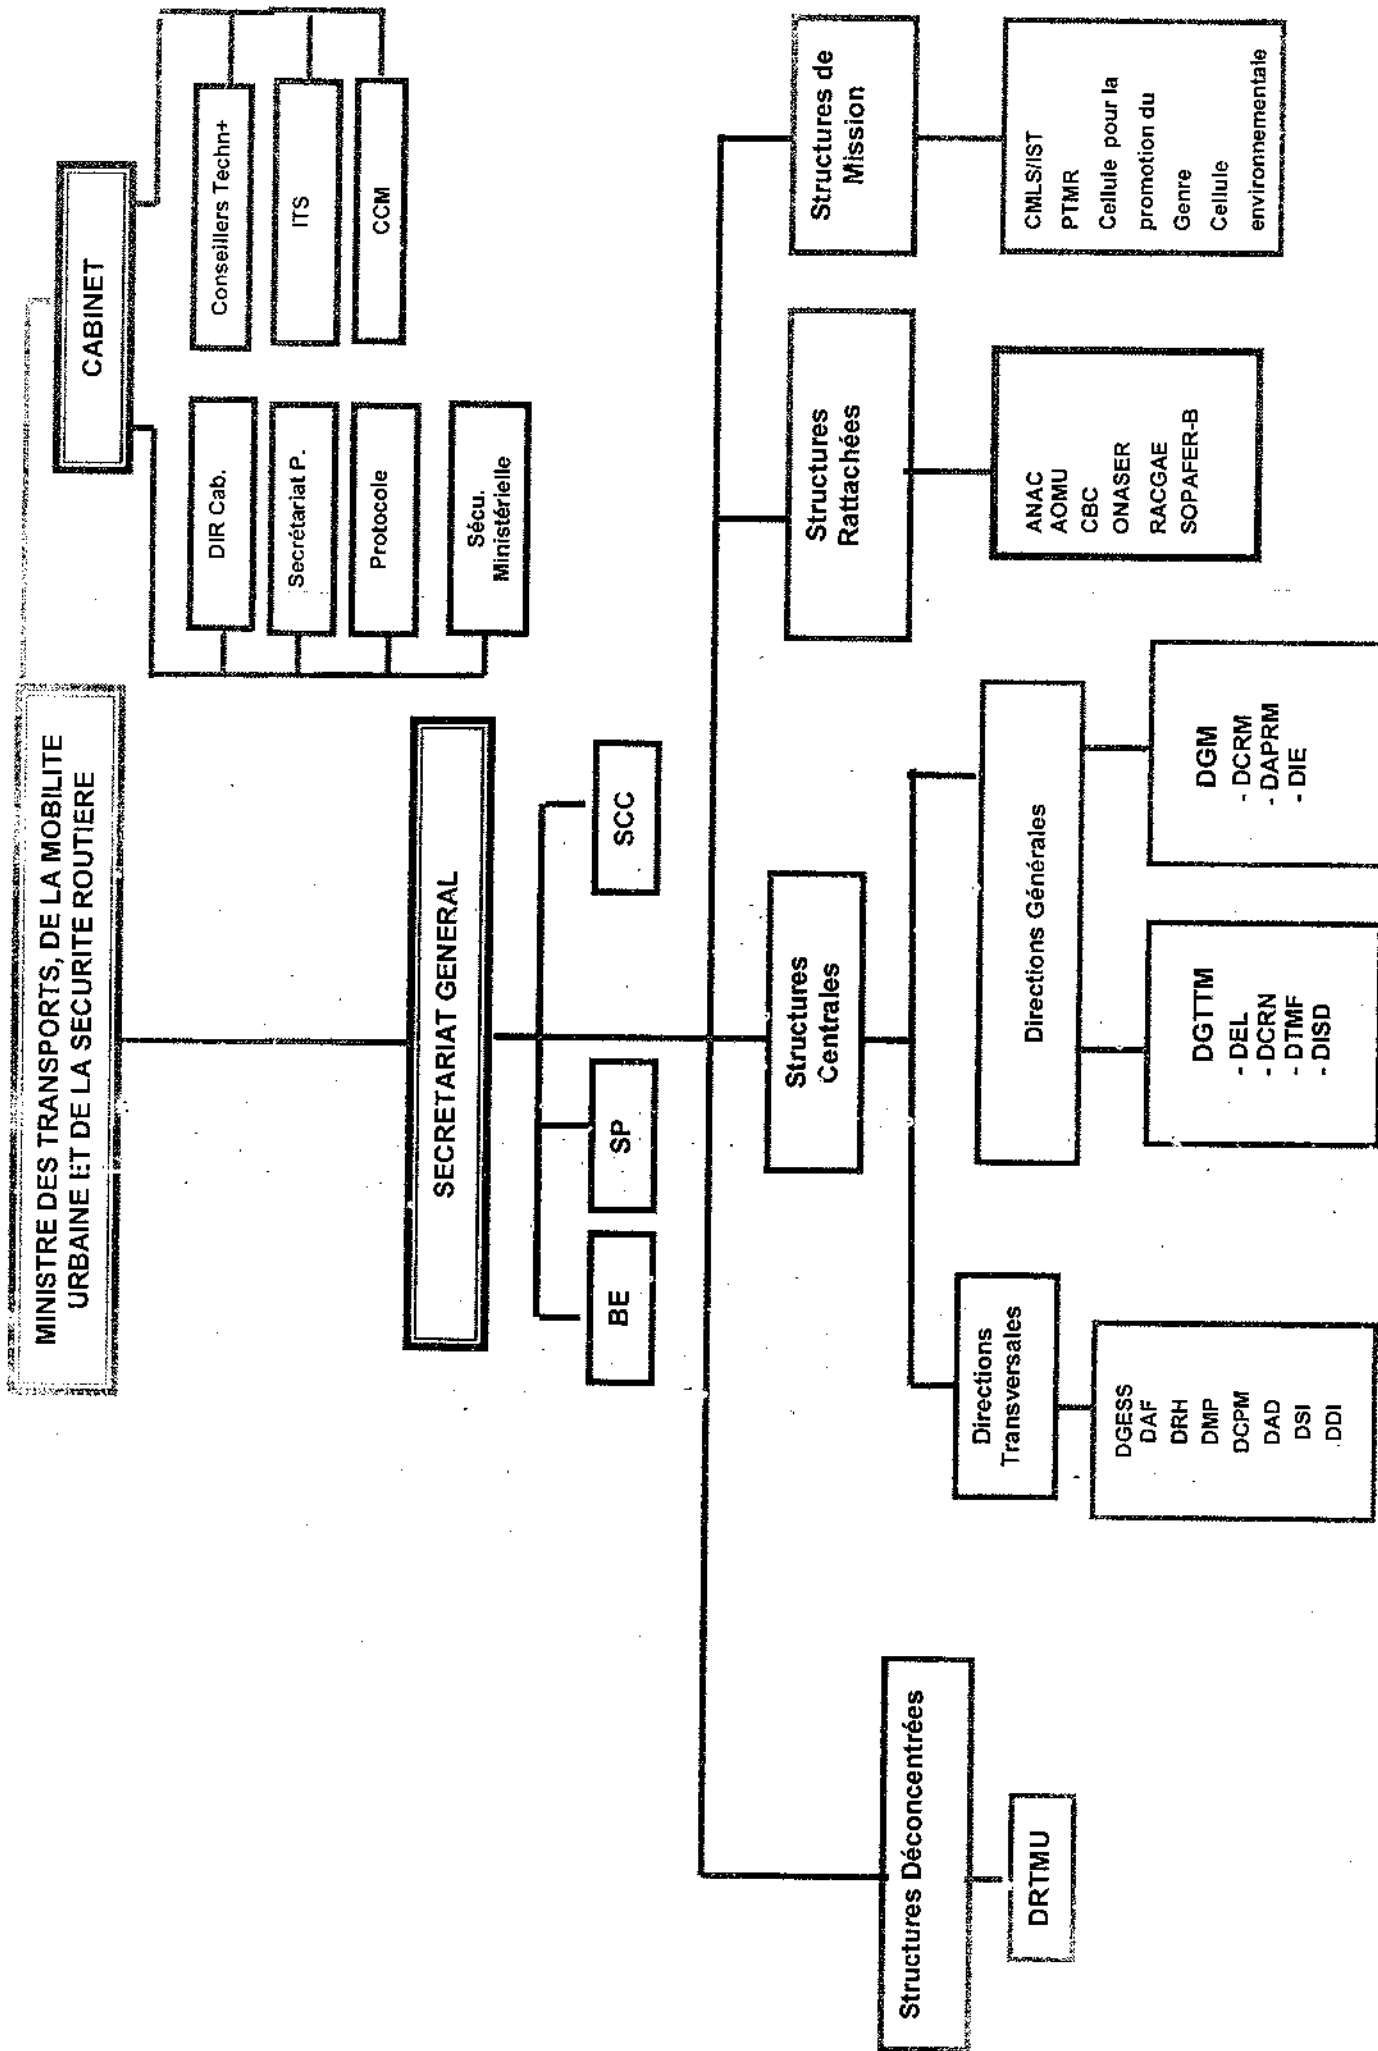 MINISTRE DES TRANSPORTS, DE LA MOBILITE
URBAINE ET DE LA SECURITE ROUTIERE
CABINET
DIR Cab.
Secrétariat P.
Protocole
Sécu.
Ministérielle
Conseillers Techn+
ITS
CCM
SECRETARIAT GENERAL
BE
SP
SCC
Structures Déconcentrées
DRTMU
Structures
Centrales
Directions
Transversales
DGESS
DAF
DRH
DMP
DCPM
DAD
DSI
DDI
Directions Générales
DGTTM
- DEL
- DCRN
- DTMF
- DISD
DGM
- DCRM
- DAPRM
- DIE
Structures
Rattachées
ANAC
AOMU
CBC
ONASER
RACGAE
SOPAFER-B
Structures de
Mission
CMLS/IST
PTMR
Cellule pour la
promotion du
Genre
Cellule
environnementale